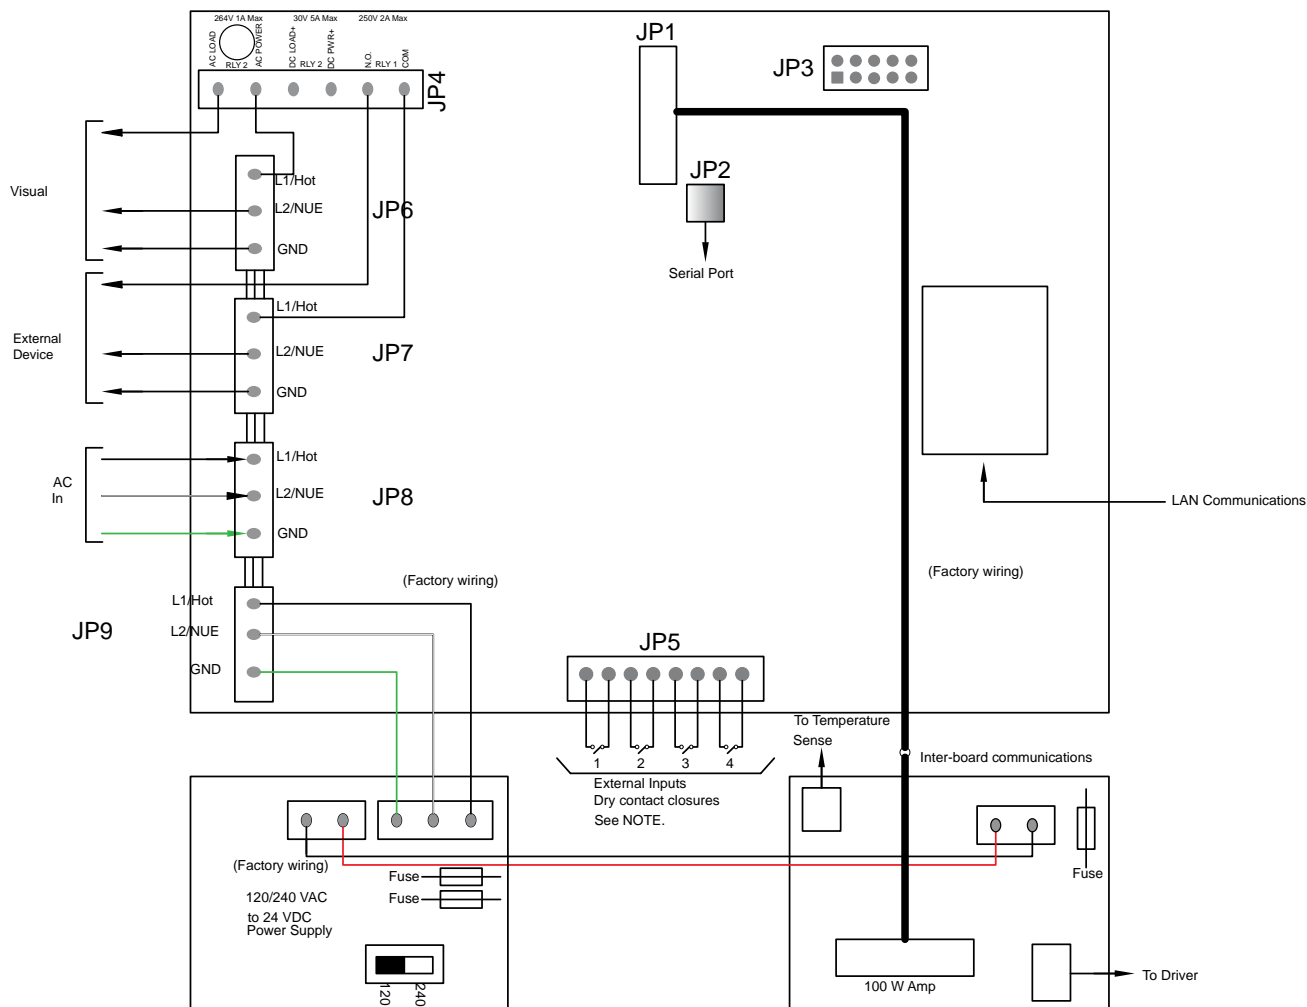 264V 1A Max
30V 5A Max
250V 2A Max
AC LOAD
RLY 2
AC POWER
DC LOAD+
RLY 2
DC PWR+
N.O.
RLY 1
COM
JP4
JP1
JP3
JP2
Serial Port
Visual
L1/Hot
L2/NUE
JP6
GND
External
Device
L1/Hot
L2/NUE
JP7
GND
AC
In
L1/Hot
L2/NUE
JP8
GND
LAN Communications
(Factory wiring)
(Factory wiring)
JP9
L1/Hot
L2/NUE
GND
JP5
1
2
3
4
External Inputs
Dry contact closures
See NOTE.
To Temperature
Sense
Inter-board communications
(Factory wiring)
120/240 VAC
to 24 VDC
Power Supply
Fuse
Fuse
120
240
Fuse
100 W Amp
To Driver